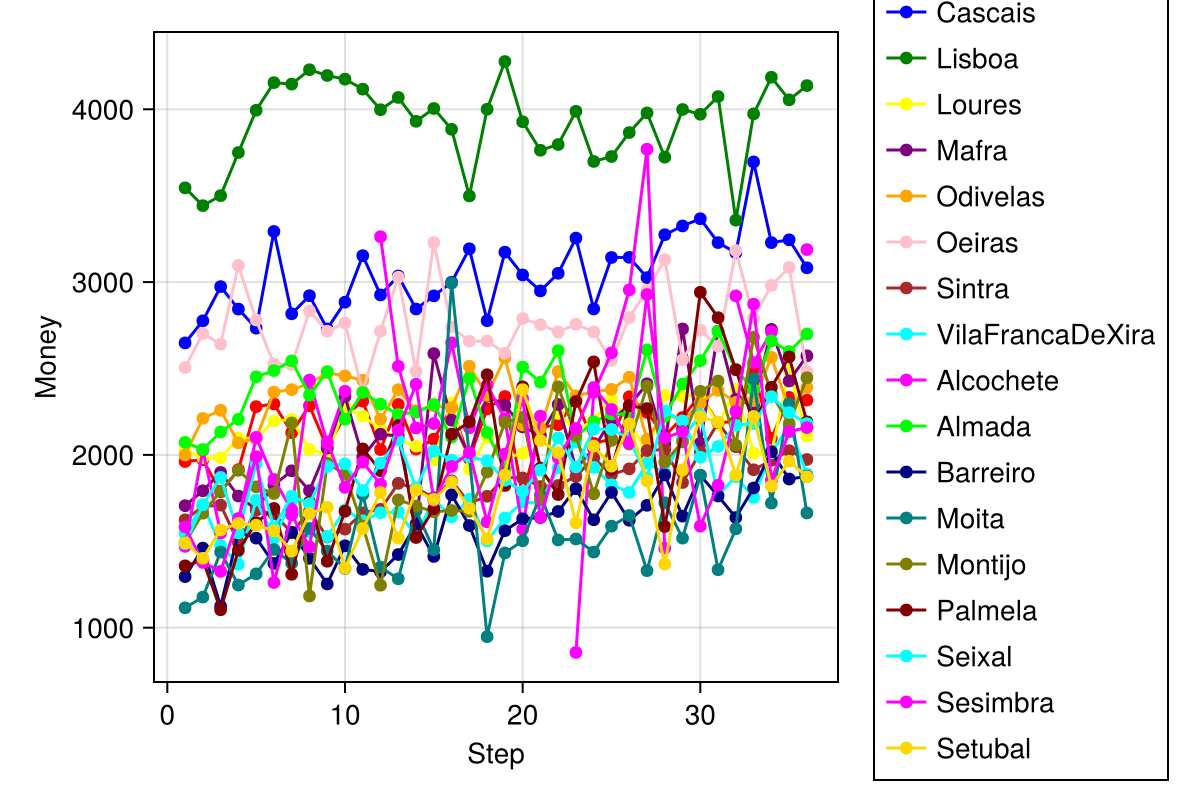 Cascais
Lisboa
Loures
Mafra
Odivelas
Oeiras
Sintra
VilaFrancaDeXira
Alcochete
Almada
Barreiro
Moita
Montijo
Palmela
Seixal
Sesimbra
Setubal
Money
4000
3000
2000
1000
0 10 20 30
Step